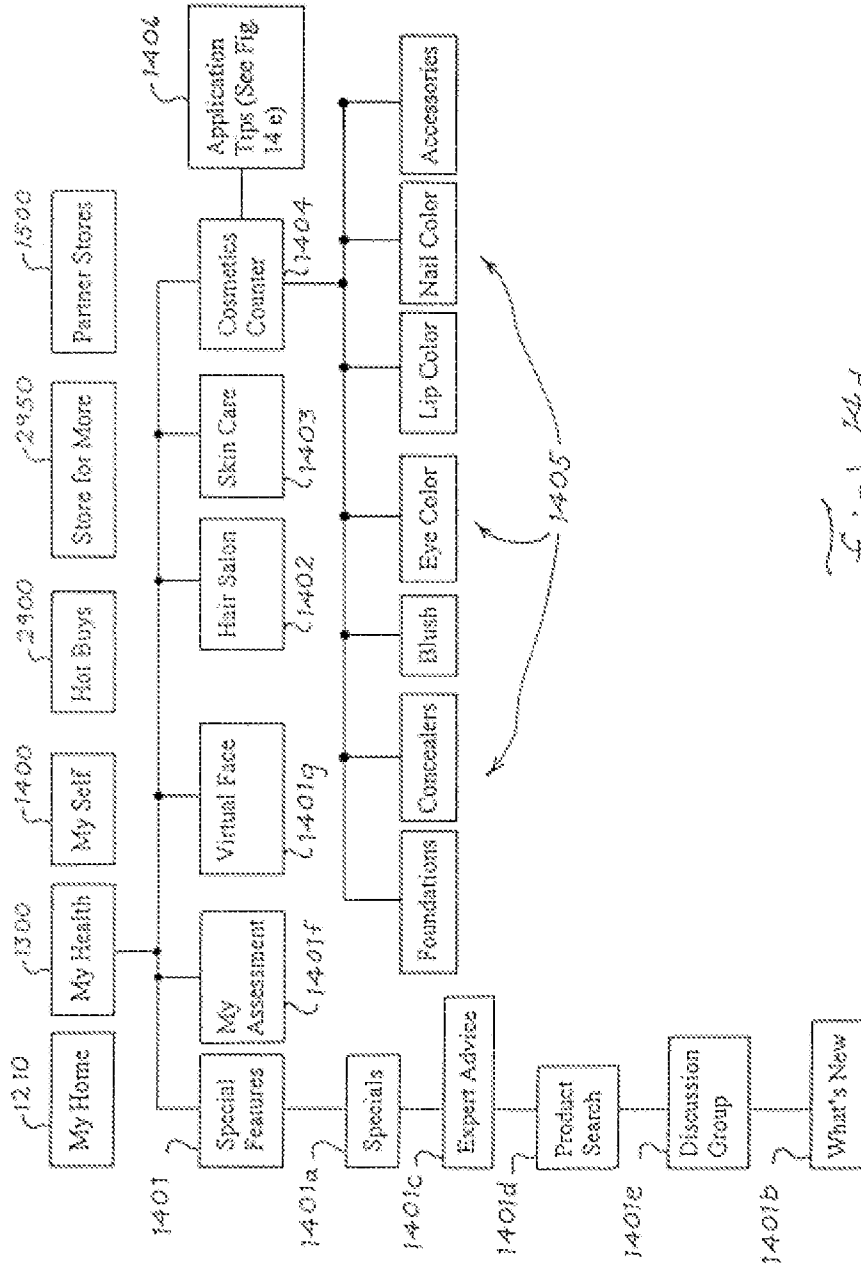 1210
1300
1400
2900
2950
1500
My Home
My Health
My Self
Hot Buys
Store for More
Partner Stores
1401
Special
Features
My
Assessment
1401f
Virtual Face
1401g
Hair Salon
1402
Skin Care
1403
Cosmetics
Counter
1404
1406
Application
Tips (See Fig.
14 e)
1401a
Specials
Foundations
Concealers
Blush
Eye Color
Lip Color
Nail Color
Accessories
1401c
Expert Advice
1405
1401d
Product
Search
1401e
Discussion
Group
1401b
What's New
14d